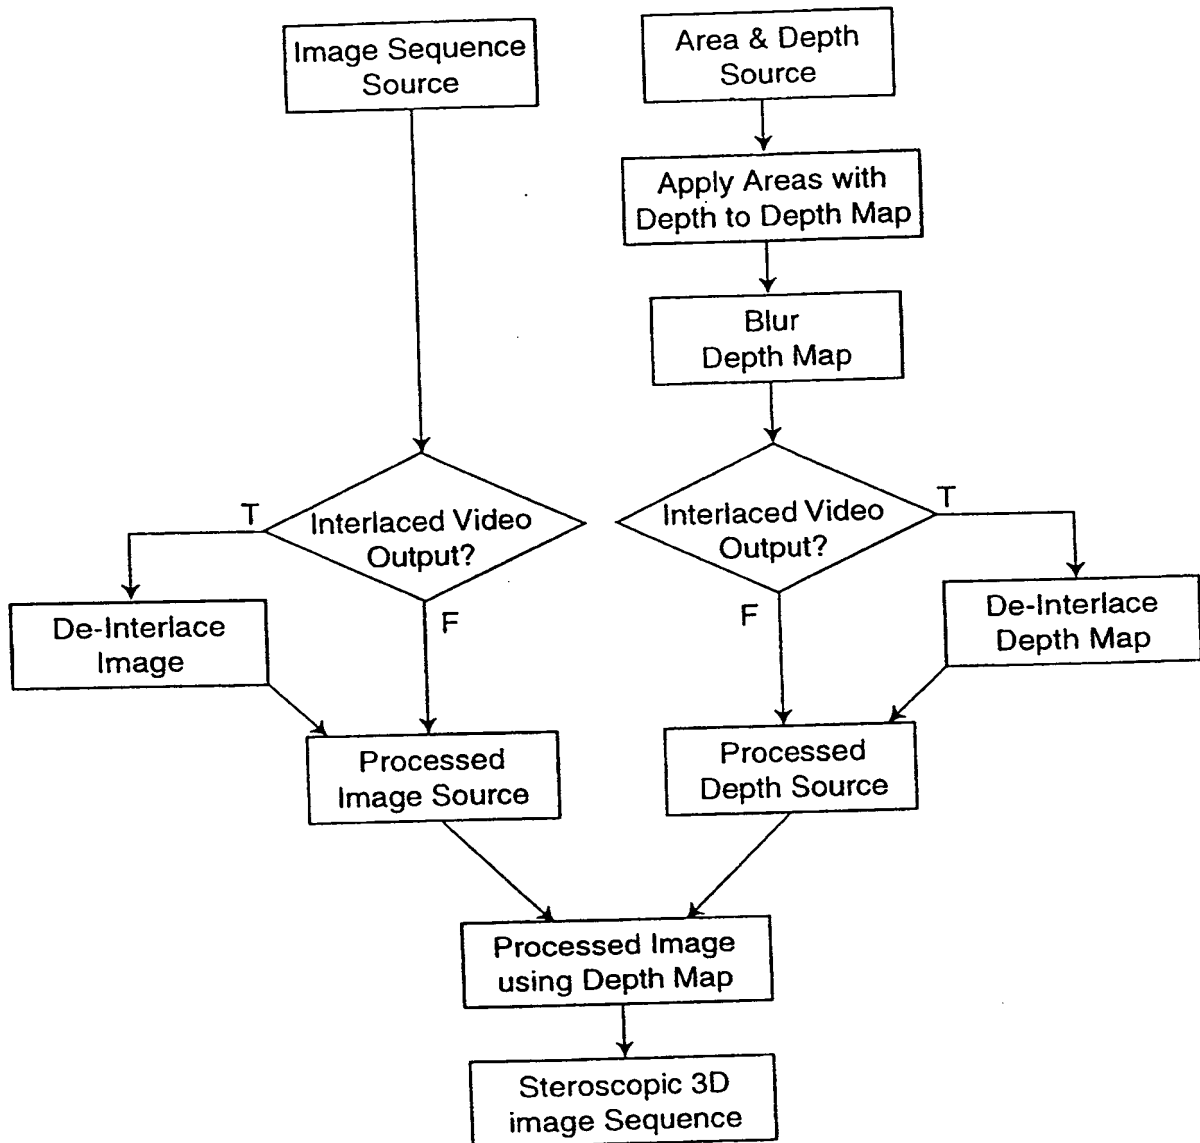 Image Sequence
Source
Area & Depth
Source
Apply Areas with
Depth to Depth Map
Blur
Depth Map
Interlaced Video
Output?
T
F
Interlaced Video
Output?
T
F
De-Interlace
Image
De-Interlace
Depth Map
Processed
Image Source
Processed
Depth Source
Processed Image
using Depth Map
Steroscopic 3D
image Sequence